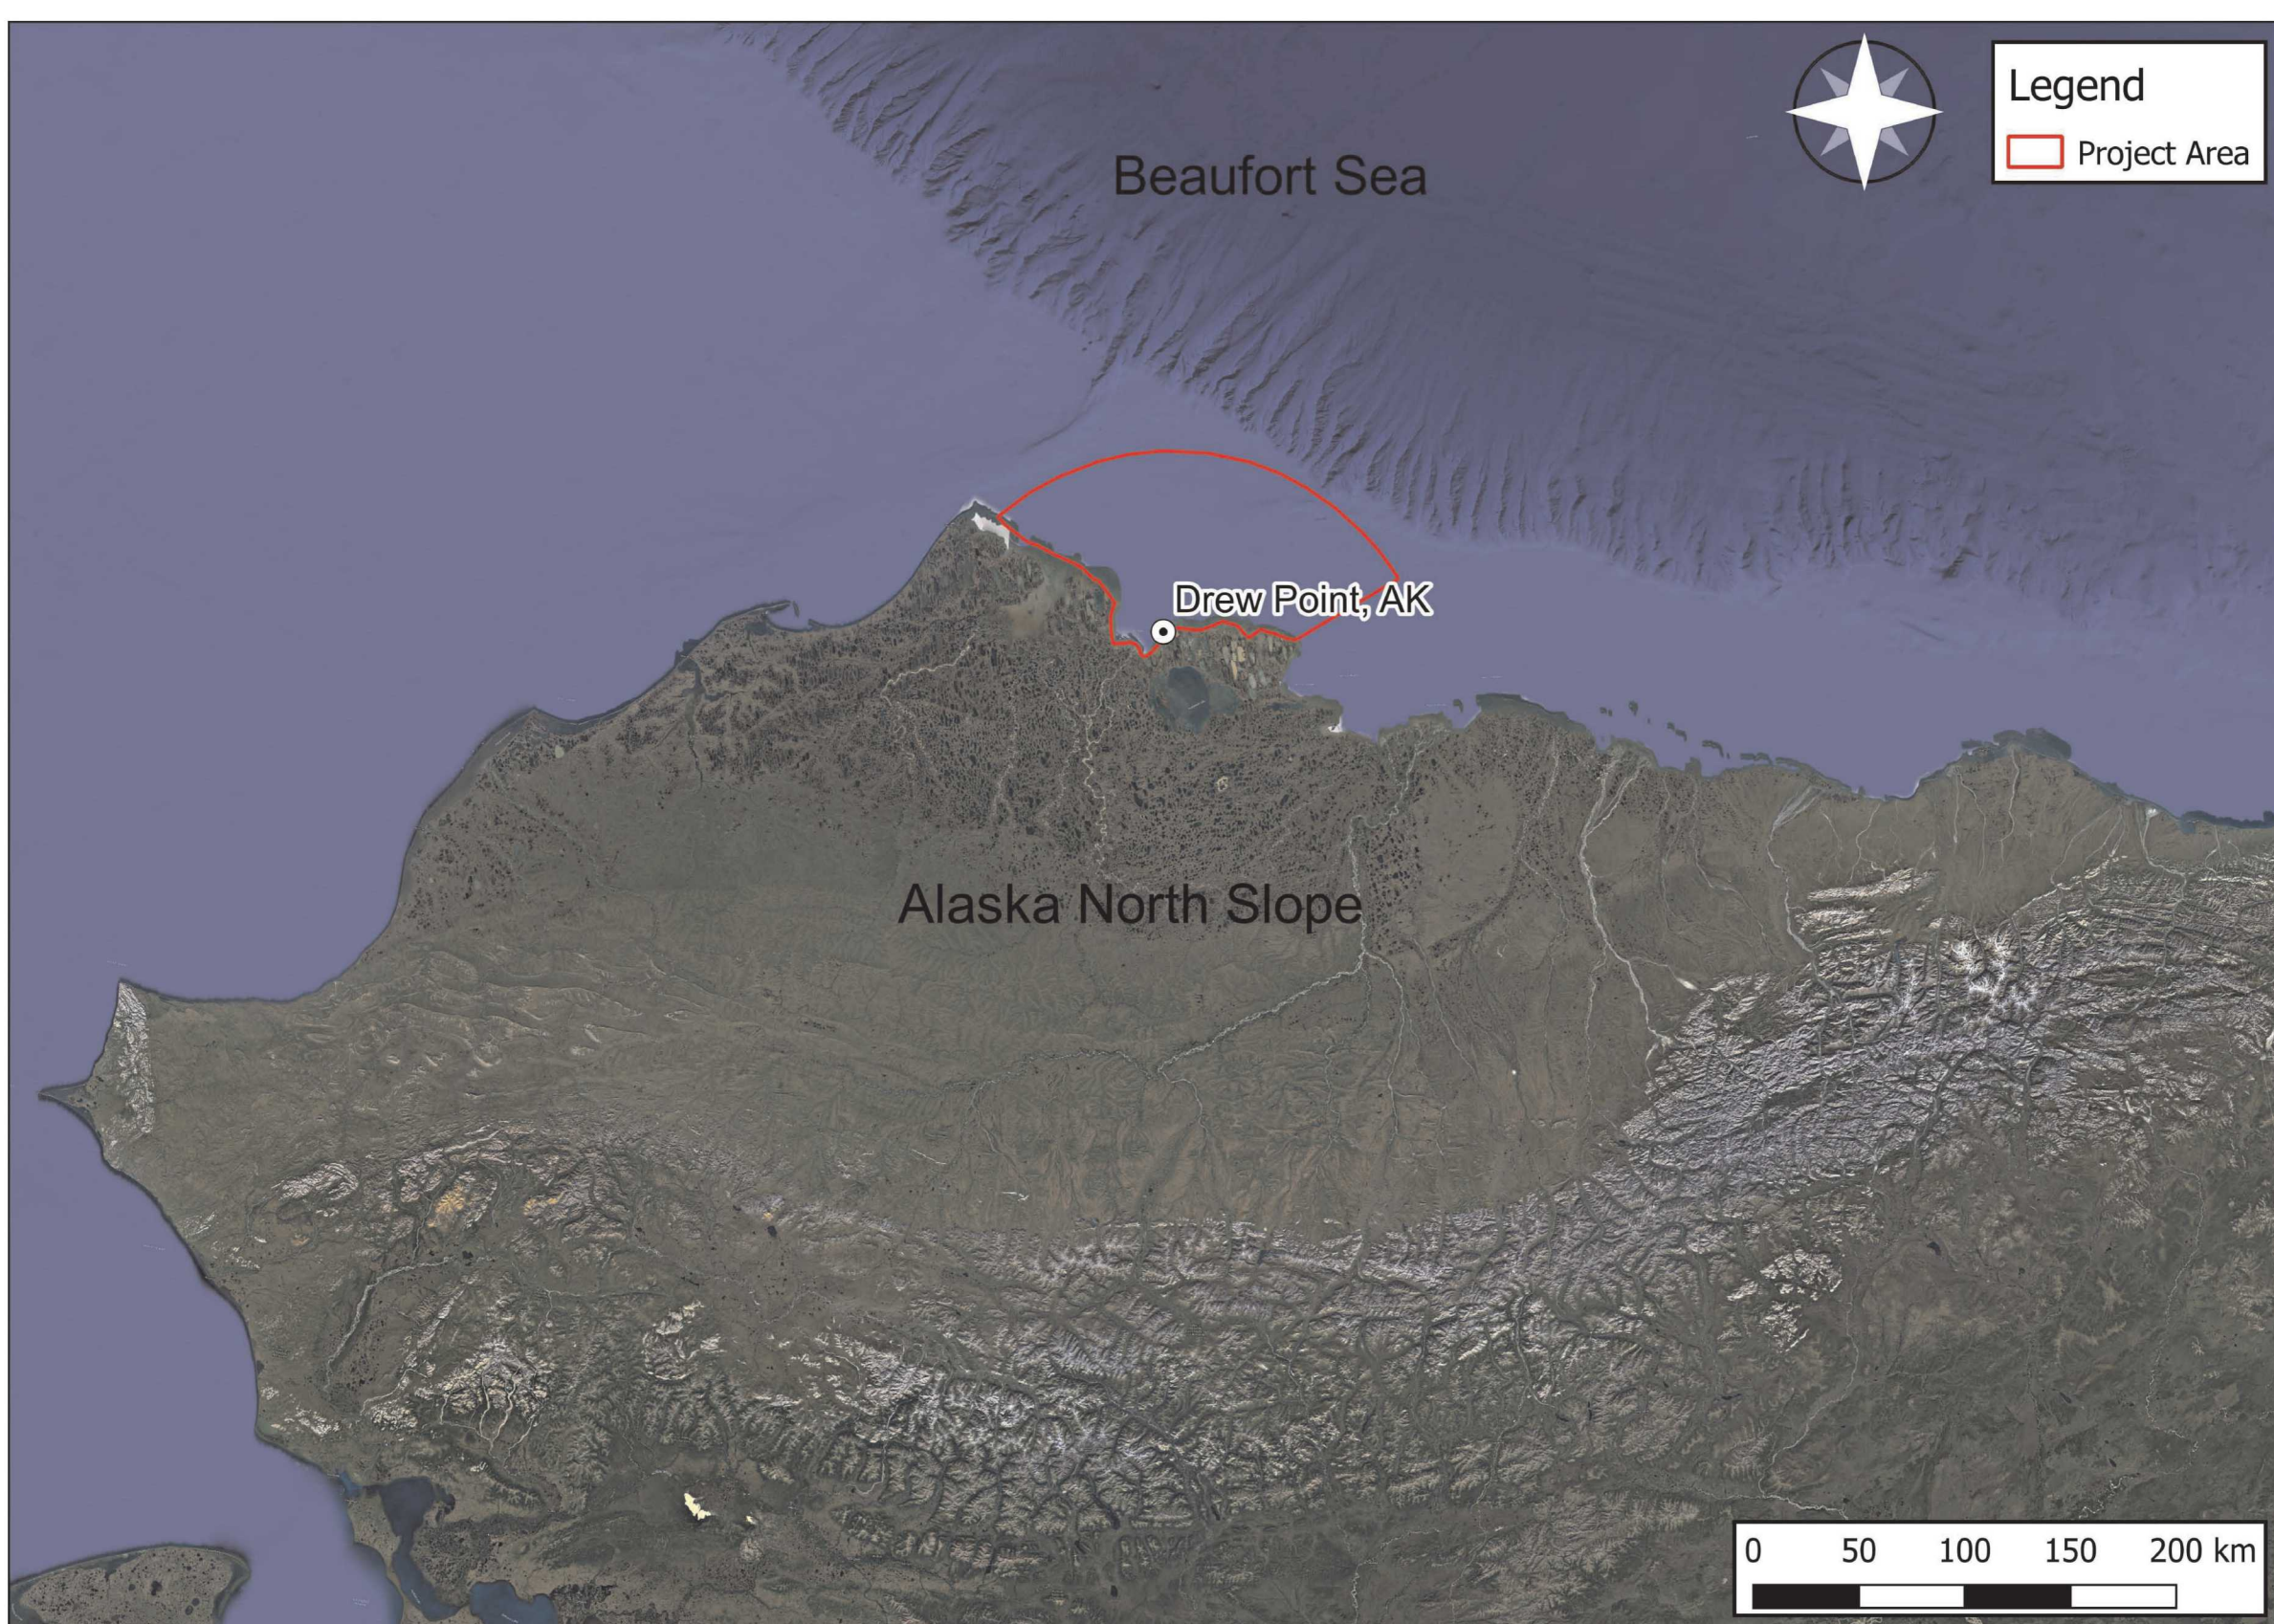 Legend
Project Area
Beaufort Sea
Drew Point, AK
Alaska North Slope
0 50 100 150 200 km